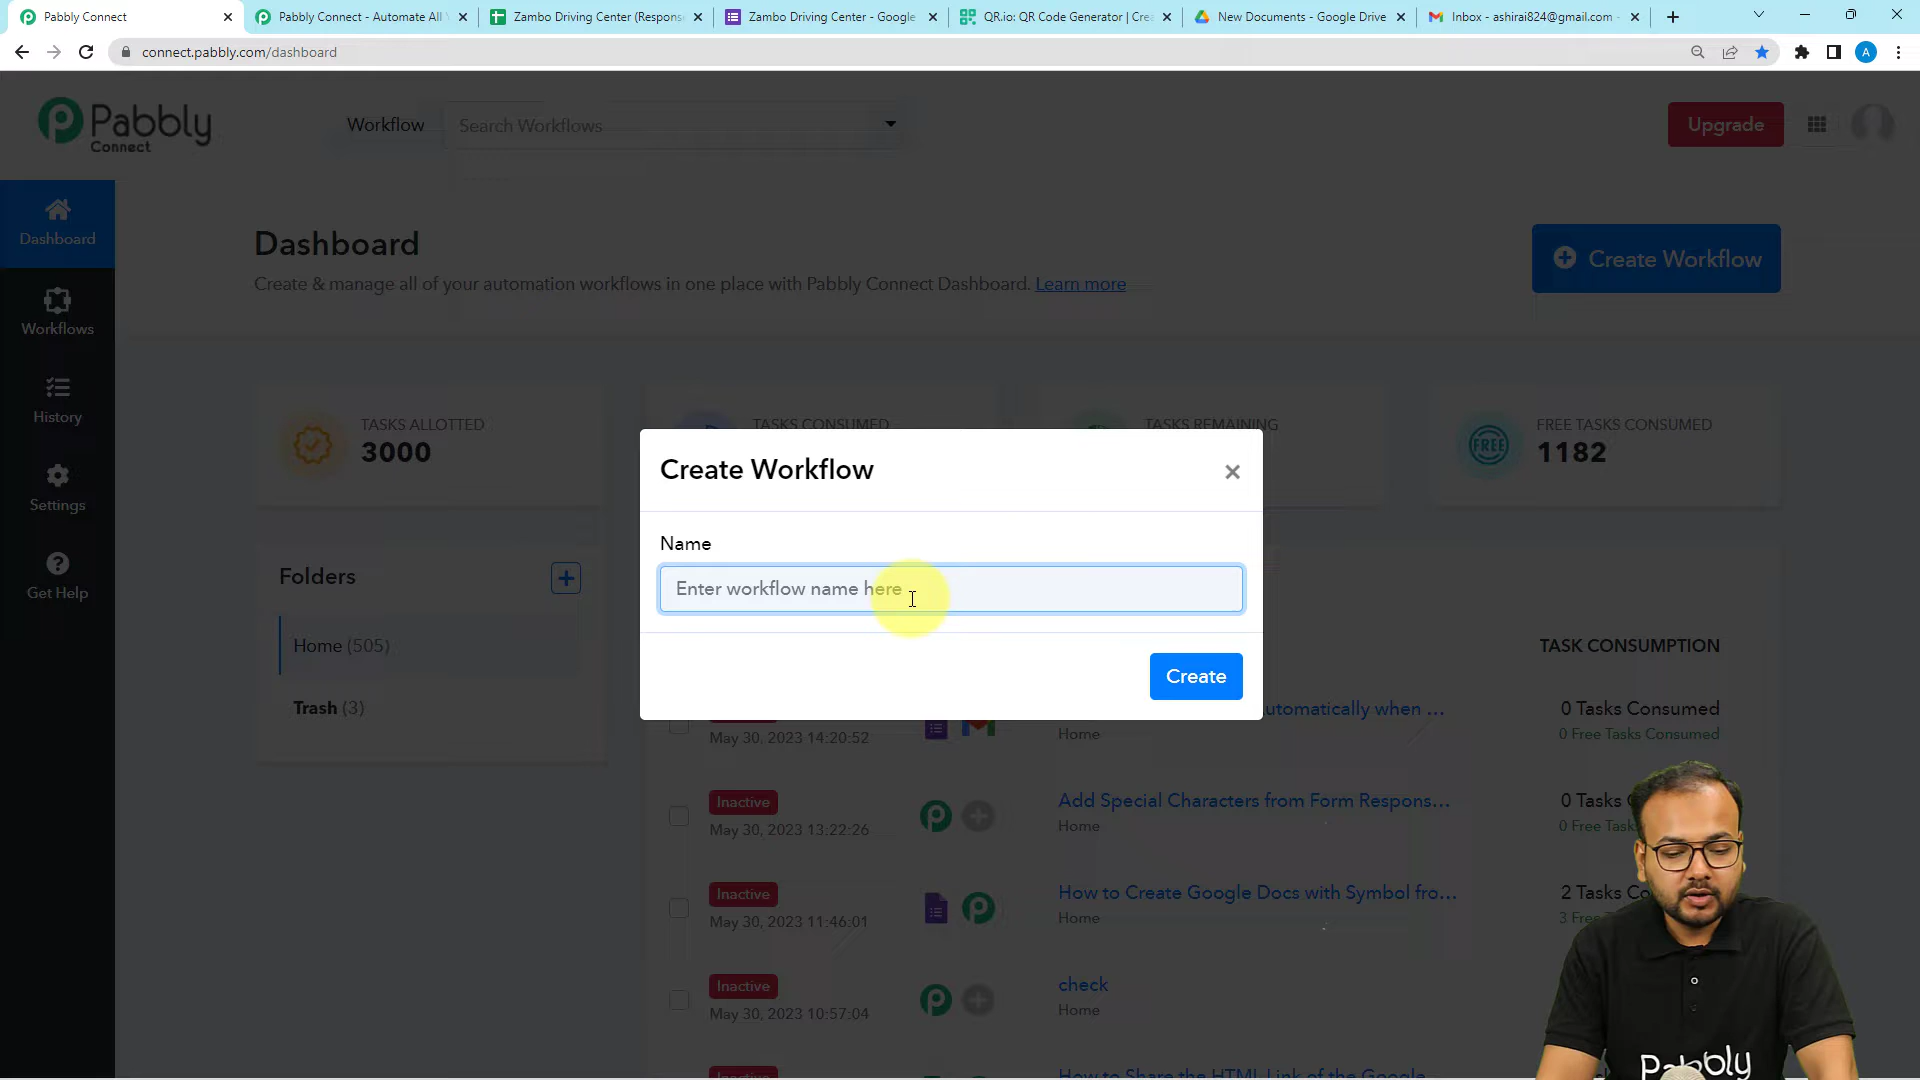 Pabbly Connect
Pabbly Connect - Automate All
Zambo Driving Center (Respons
Zambo Driving Center - Google
QR.io: QR Code Generator | Crea
New Documents - Google Drive
Inbox - ashirai824@gmail.com
connect.pabbly.com/dashboard
A
Pabbly
Connect
Workflow
Search Workflows
Upgrade
Dashboard
Workflows
History
Settings
Get Help
Dashboard
Create & manage all of your automation workflows in one place with Pabbly Connect Dashboard. Learn more
Create Workflow
TASKS ALLOTTED
3000
TASKS CONSUMED
TASKS REMAINING
FREE
FREE TASKS CONSUMED
1182
Folders
Home (505)
Trash (3)
Create Workflow
Name
Enter workflow name here
Create
TASK CONSUMPTION
May 30, 2023 14:20:52
utomatically when ...
Home
0 Tasks Consumed
0 Free Tasks Consumed
Inactive
May 30, 2023 13:22:26
Add Special Characters from Form Respons...
Home
0 Tasks
0 Free Task
Inactive
May 30, 2023 11:46:01
How to Create Google Docs with Symbol fro...
Home
2 Tasks Co
3 Free
Inactive
May 30, 2023 10:57:04
check
Home
Inactive
How to Share the HTML Link of the Google
Pabbly